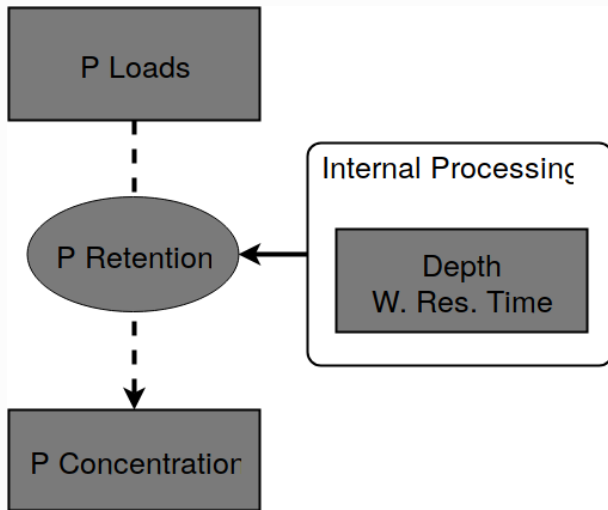 P Loads
Internal Processing
P Retention
Depth
W. Res. Time
P Concentration